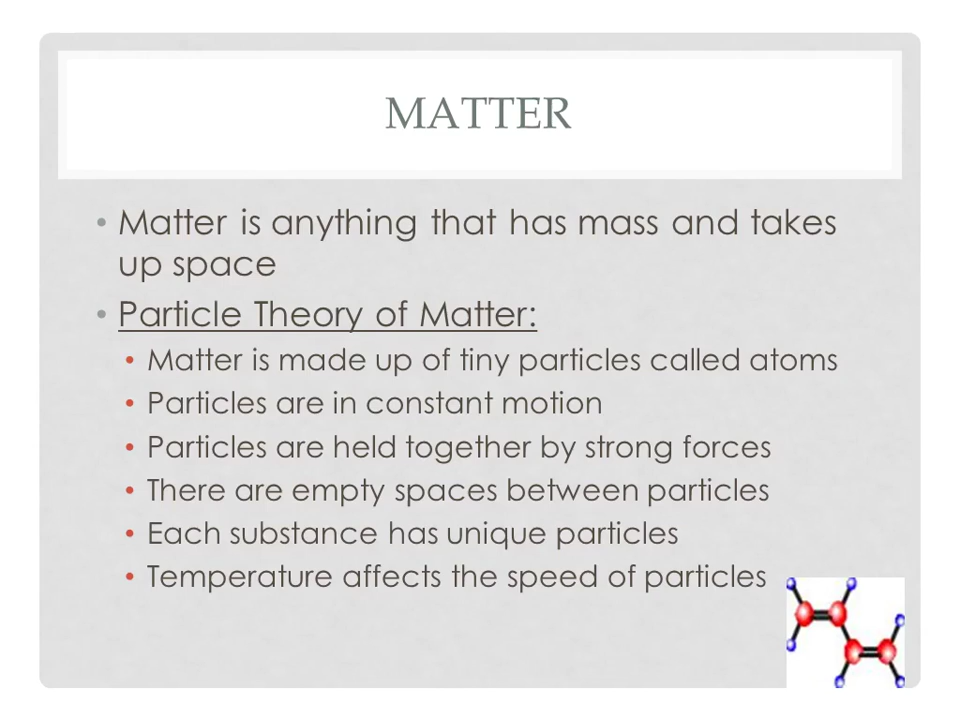 MATTER
• Matter is anything that has mass and takes
up space
• Particle Theory of Matter:
• Matter is made up of tiny particles called atoms
• Particles are in constant motion
• Particles are held together by strong forces
• There are empty spaces between particles
• Each substance has unique particles
• Temperature affects the speed of particles